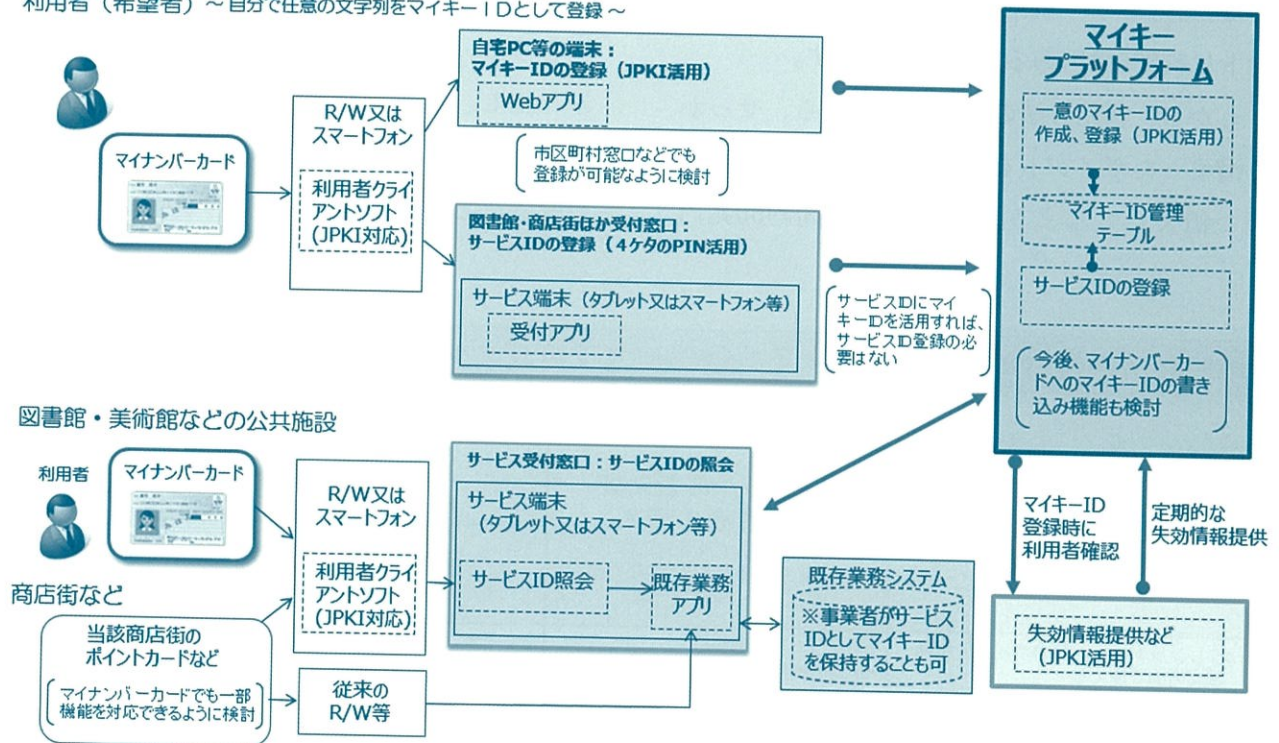 利用者（希望者）～自分で任意の文字列をマイキーＩＤとして登録～
マイナンバーカード
R/W又は
スマートフォン
利用者クライ
アントソフト
(JPKI対応)
自宅PC等の端末：
マイキーIDの登録（JPKI活用）
Webアプリ
市区町村窓口などでも
登録が可能なように検討
図書館・商店街ほか受付窓口：
サービスIDの登録（４ケタのPIN活用）
サービス端末（タブレット又はスマートフォン等）
受付アプリ
サービスIDにマイ
キーIDを活用すれば、
サービスID登録の必
要はない
マイキー
プラットフォーム
一意のマイキーIDの
作成、登録（JPKI活用）
マイキーID管理
テーブル
サービスIDの登録
今後、マイナンバーカー
ドへのマイキーIDの書き
込み機能も検討
図書館・美術館などの公共施設
利用者
マイナンバーカード
R/W又は
スマートフォン
利用者クライ
アントソフト
(JPKI対応)
商店街など
当該商店街の
ポイントカードなど
マイナンバーカードでも一部
機能を対応できるように検討
従来の
R/W等
サービス受付窓口：サービスIDの照会
サービス端末
（タブレット又はスマートフォン等）
サービスID照会
既存業務
アプリ
既存業務システム
※事業者がサービス
IDとしてマイキーID
を保持することも可
マイキーID
登録時に
利用者確認
定期的な
失効情報提供
失効情報提供など
（JPKI活用）